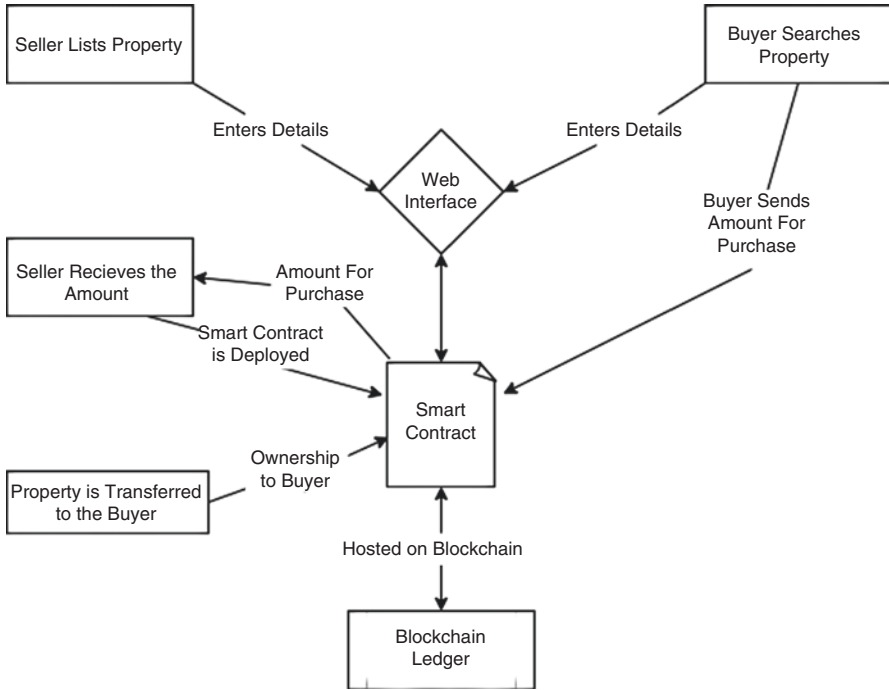 Seller Lists Property
Buyer Searches
Property
Enters Details
Enters Details
Web
Interface
Buyer Sends
Amount For
Purchase
Seller Recieves the
Amount
Amount For
Purchase
Smart Contract
is Deployed
Smart
Contract
Ownership
to Buyer
Property is Transferred
to the Buyer
Hosted on Blockchain
Blockchain
Ledger